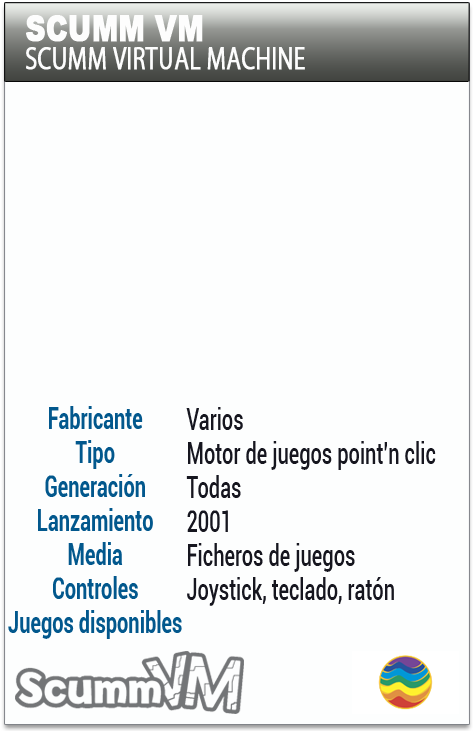 SCUMM VM
SCUMM VIRTUAL MACHINE
Fabricante Varios
Tipo Motor de juegos point'n clic
Generación Todas
Lanzamiento 2001
Media Ficheros de juegos
Controles Joystick, teclado, ratón
Juegos disponibles
ScummVM